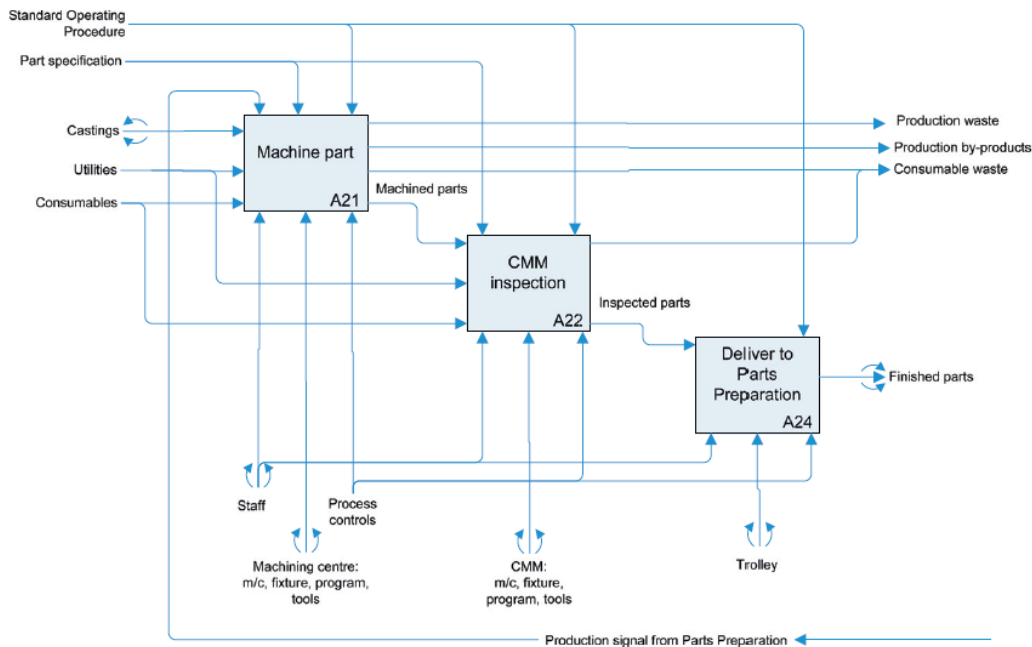 Standard Operating
Procedure
Part specification
Castings
Utilities
Consumables
Machine part
A21
Production waste
Production by-products
Consumable waste
Machined parts
CMM
inspection
A22
Inspected parts
Deliver to
Parts
Preparation
A24
Finished parts
Staff
Process
controls
Machining centre:
m/c, fixture, program,
tools
CMM:
m/c, fixture,
program, tools
Trolley
Production signal from Parts Preparation